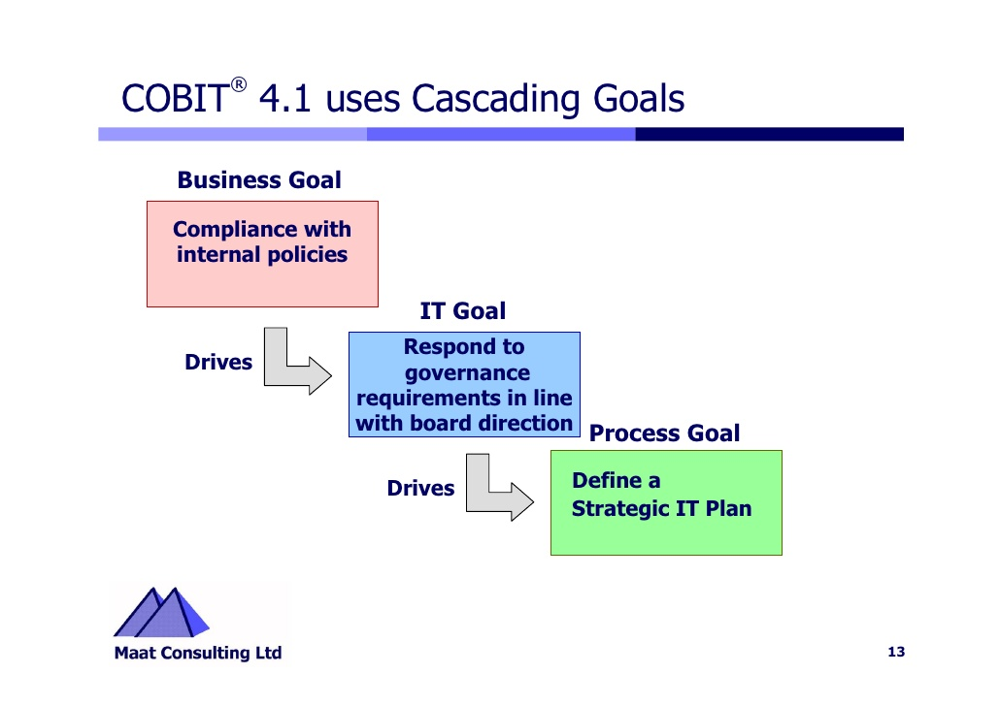 COBIT® 4.1 uses Cascading Goals
Business Goal
Compliance with
internal policies
IT Goal
Drives
Respond to
governance
requirements in line
with board direction
Process Goal
Drives
Define a
Strategic IT Plan
Maat Consulting Ltd
13